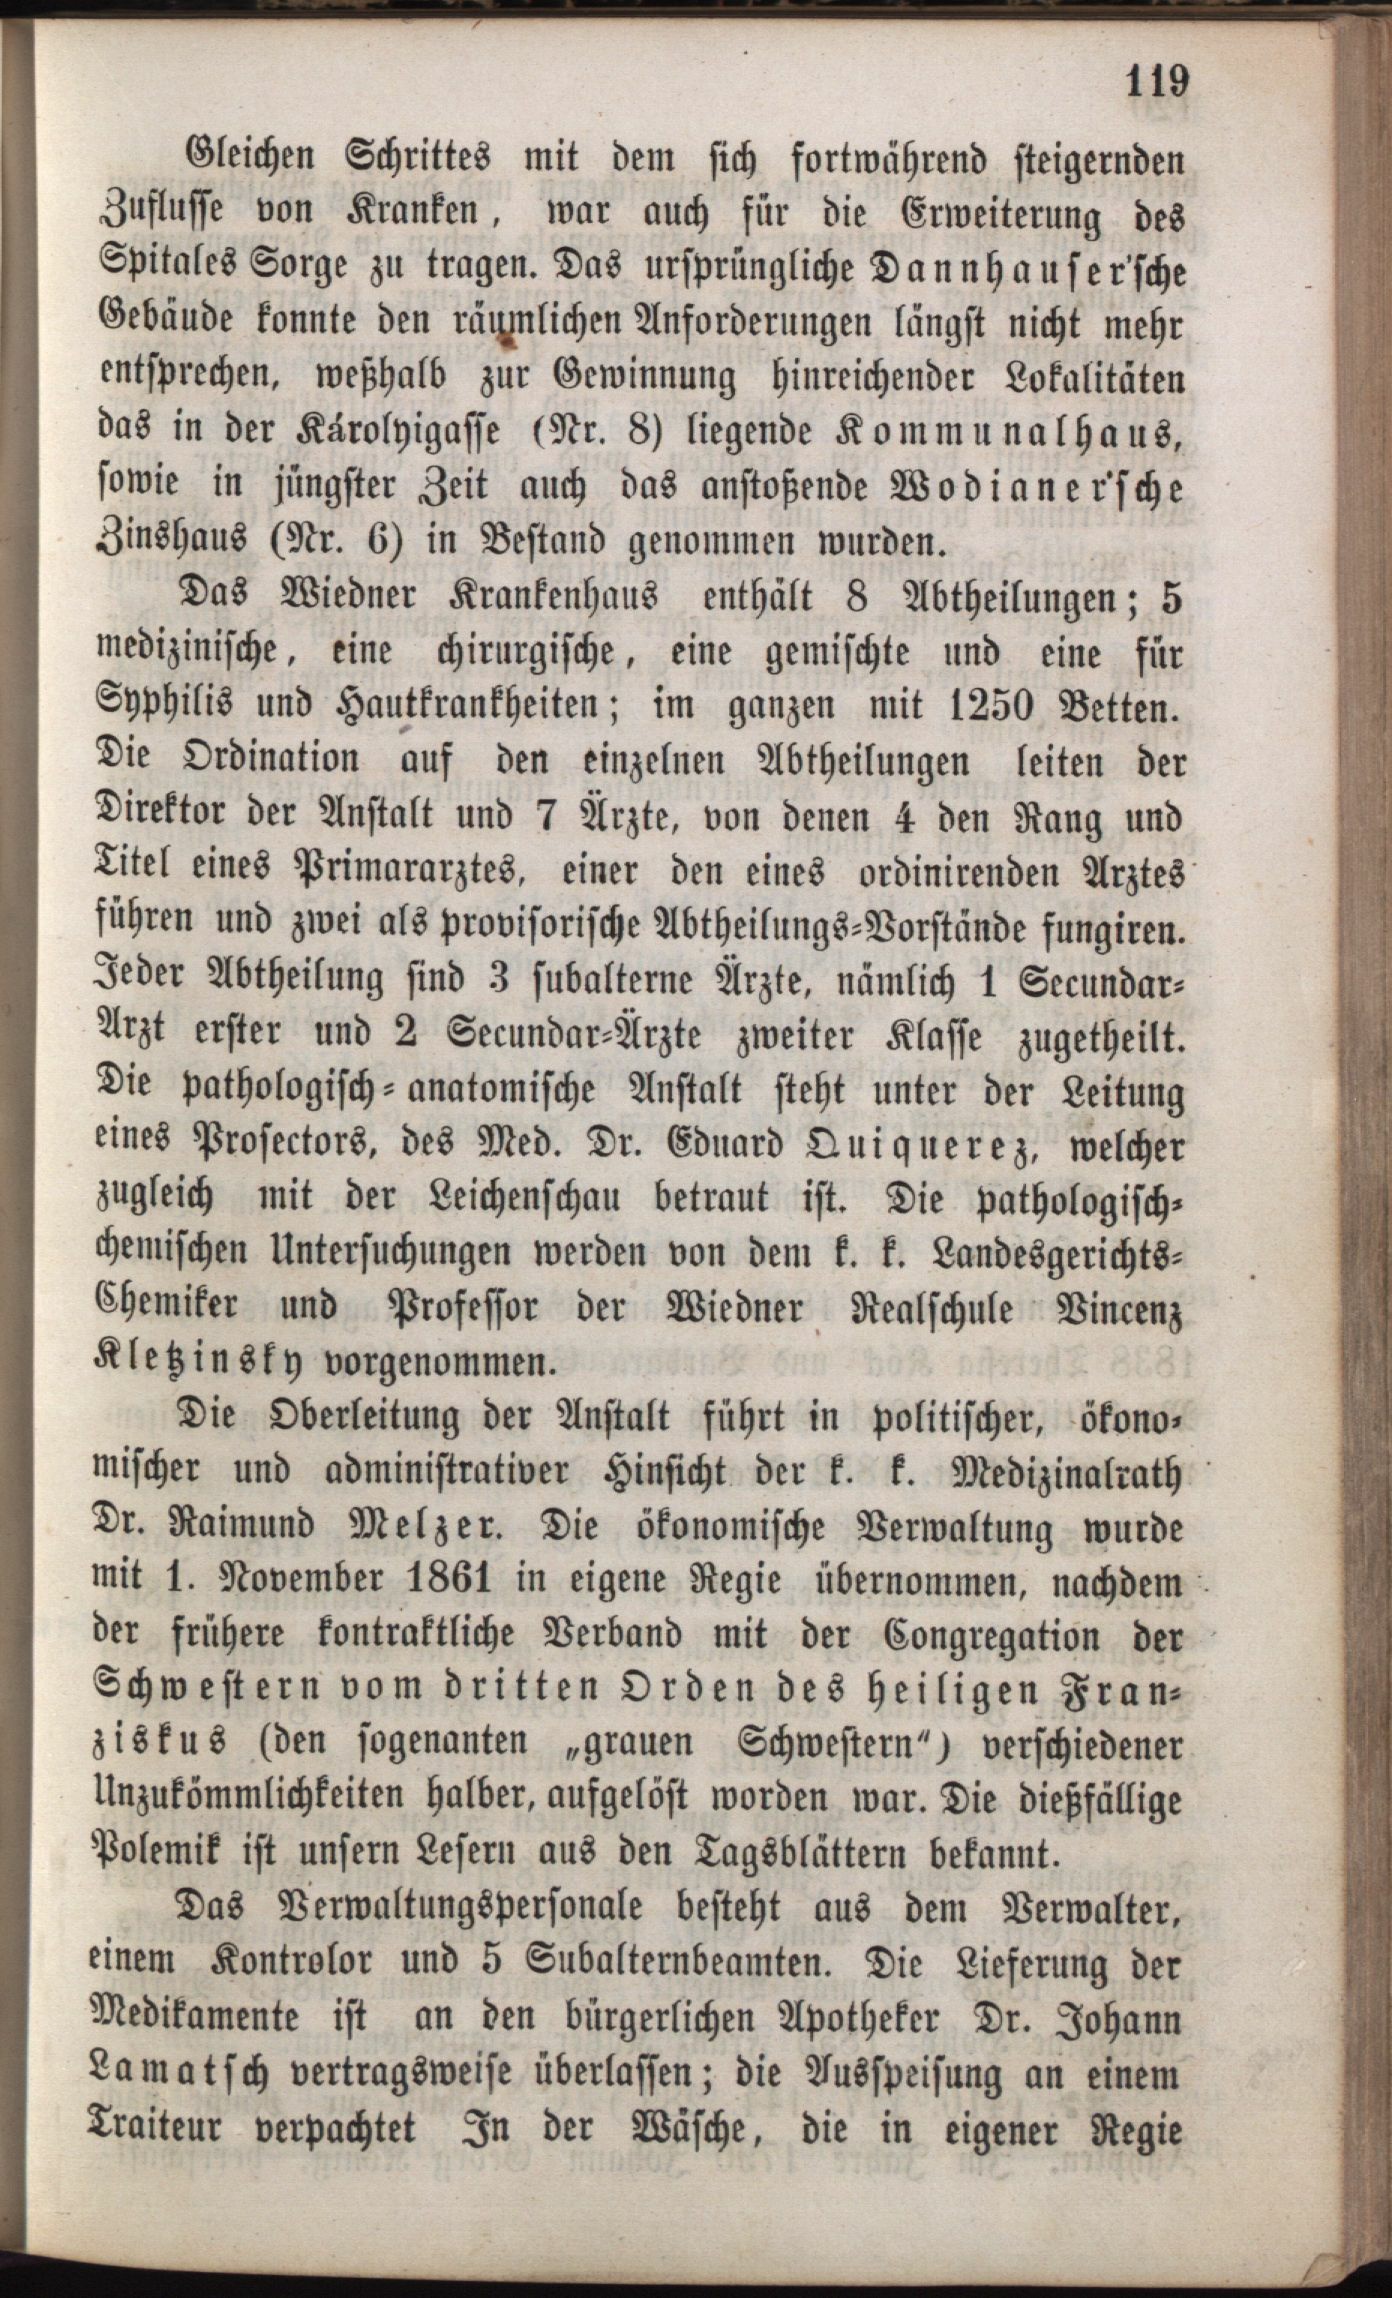 119
Gleichen Schrittes mit dem sich fortwährend steigernden
Zuflusse von Kranken, war auch für die Erweiterung des
Spitales Sorge zu tragen. Das ursprüngliche Dannhauser'sche
Gebäude konnte den räumlichen Anforderungen längst nicht mehr
entsprechen, weßhalb zur Gewinnung hinreichender Lokalitäten
das in der Károlyigasse (Nr. 8) liegende Kommunalhaus,
sowie in jüngster Zeit auch das anstoßende Wodianer'sche
Zinshaus (Nr. 6) in Bestand genommen wurden.
Das Wiedner Krankenhaus enthält 8 Abtheilungen; 5
medizinische, eine chirurgische, eine gemischte und eine für
Syphilis und Hautkrankheiten; im ganzen mit 1250 Betten.
Die Ordination auf den einzelnen Abtheilungen leiten der
Direktor der Anstalt und 7 Ärzte, von denen 4 den Rang und
Titel eines Primararztes, einer den eines ordinirenden Arztes
führen und zwei als provisorische Abtheilungs-Vorstände fungiren.
Jeder Abtheilung sind 3 subalterne Ärzte, nämlich 1 Secundar-
Arzt erster und 2 Secundar-Ärzte zweiter Klasse zugetheilt.
Die pathologisch-anatomische Anstalt steht unter der Leitung
eines Prosectors, des Med. Dr. Eduard Quiquerez, welcher
zugleich mit der Leichenschau betraut ist. Die pathologisch-
chemischen Untersuchungen werden von dem k. k. Landesgerichts-
Chemiker und Professor der Wiedner Realschule Vincenz
Kletzinsky vorgenommen.
Die Oberleitung der Anstalt führt in politischer, ökono-
mischer und administrativer Hinsicht der k. k. Medizinalrath
Dr. Raimund Melzer. Die ökonomische Verwaltung wurde
mit 1. November 1861 in eigene Regie übernommen, nachdem
der frühere kontraktliche Verband mit der Congregation der
Schwestern vom dritten Orden des heiligen Fran-
ziskus (den sogenanten „grauen Schwestern") verschiedener
Unzukömmlichkeiten halber, aufgelöst worden war. Die dießfällige
Polemik ist unsern Lesern aus den Tagsblättern bekannt.
Das Verwaltungspersonale besteht aus dem Verwalter,
einem Kontrolor und 5 Subalternbeamten. Die Lieferung der
Medikamente ist an den bürgerlichen Apotheker Dr. Johann
Lamatsch vertragsweise überlassen; die Ausspeisung an einem
Traiteur verpachtet In der Wäsche, die in eigener Regie